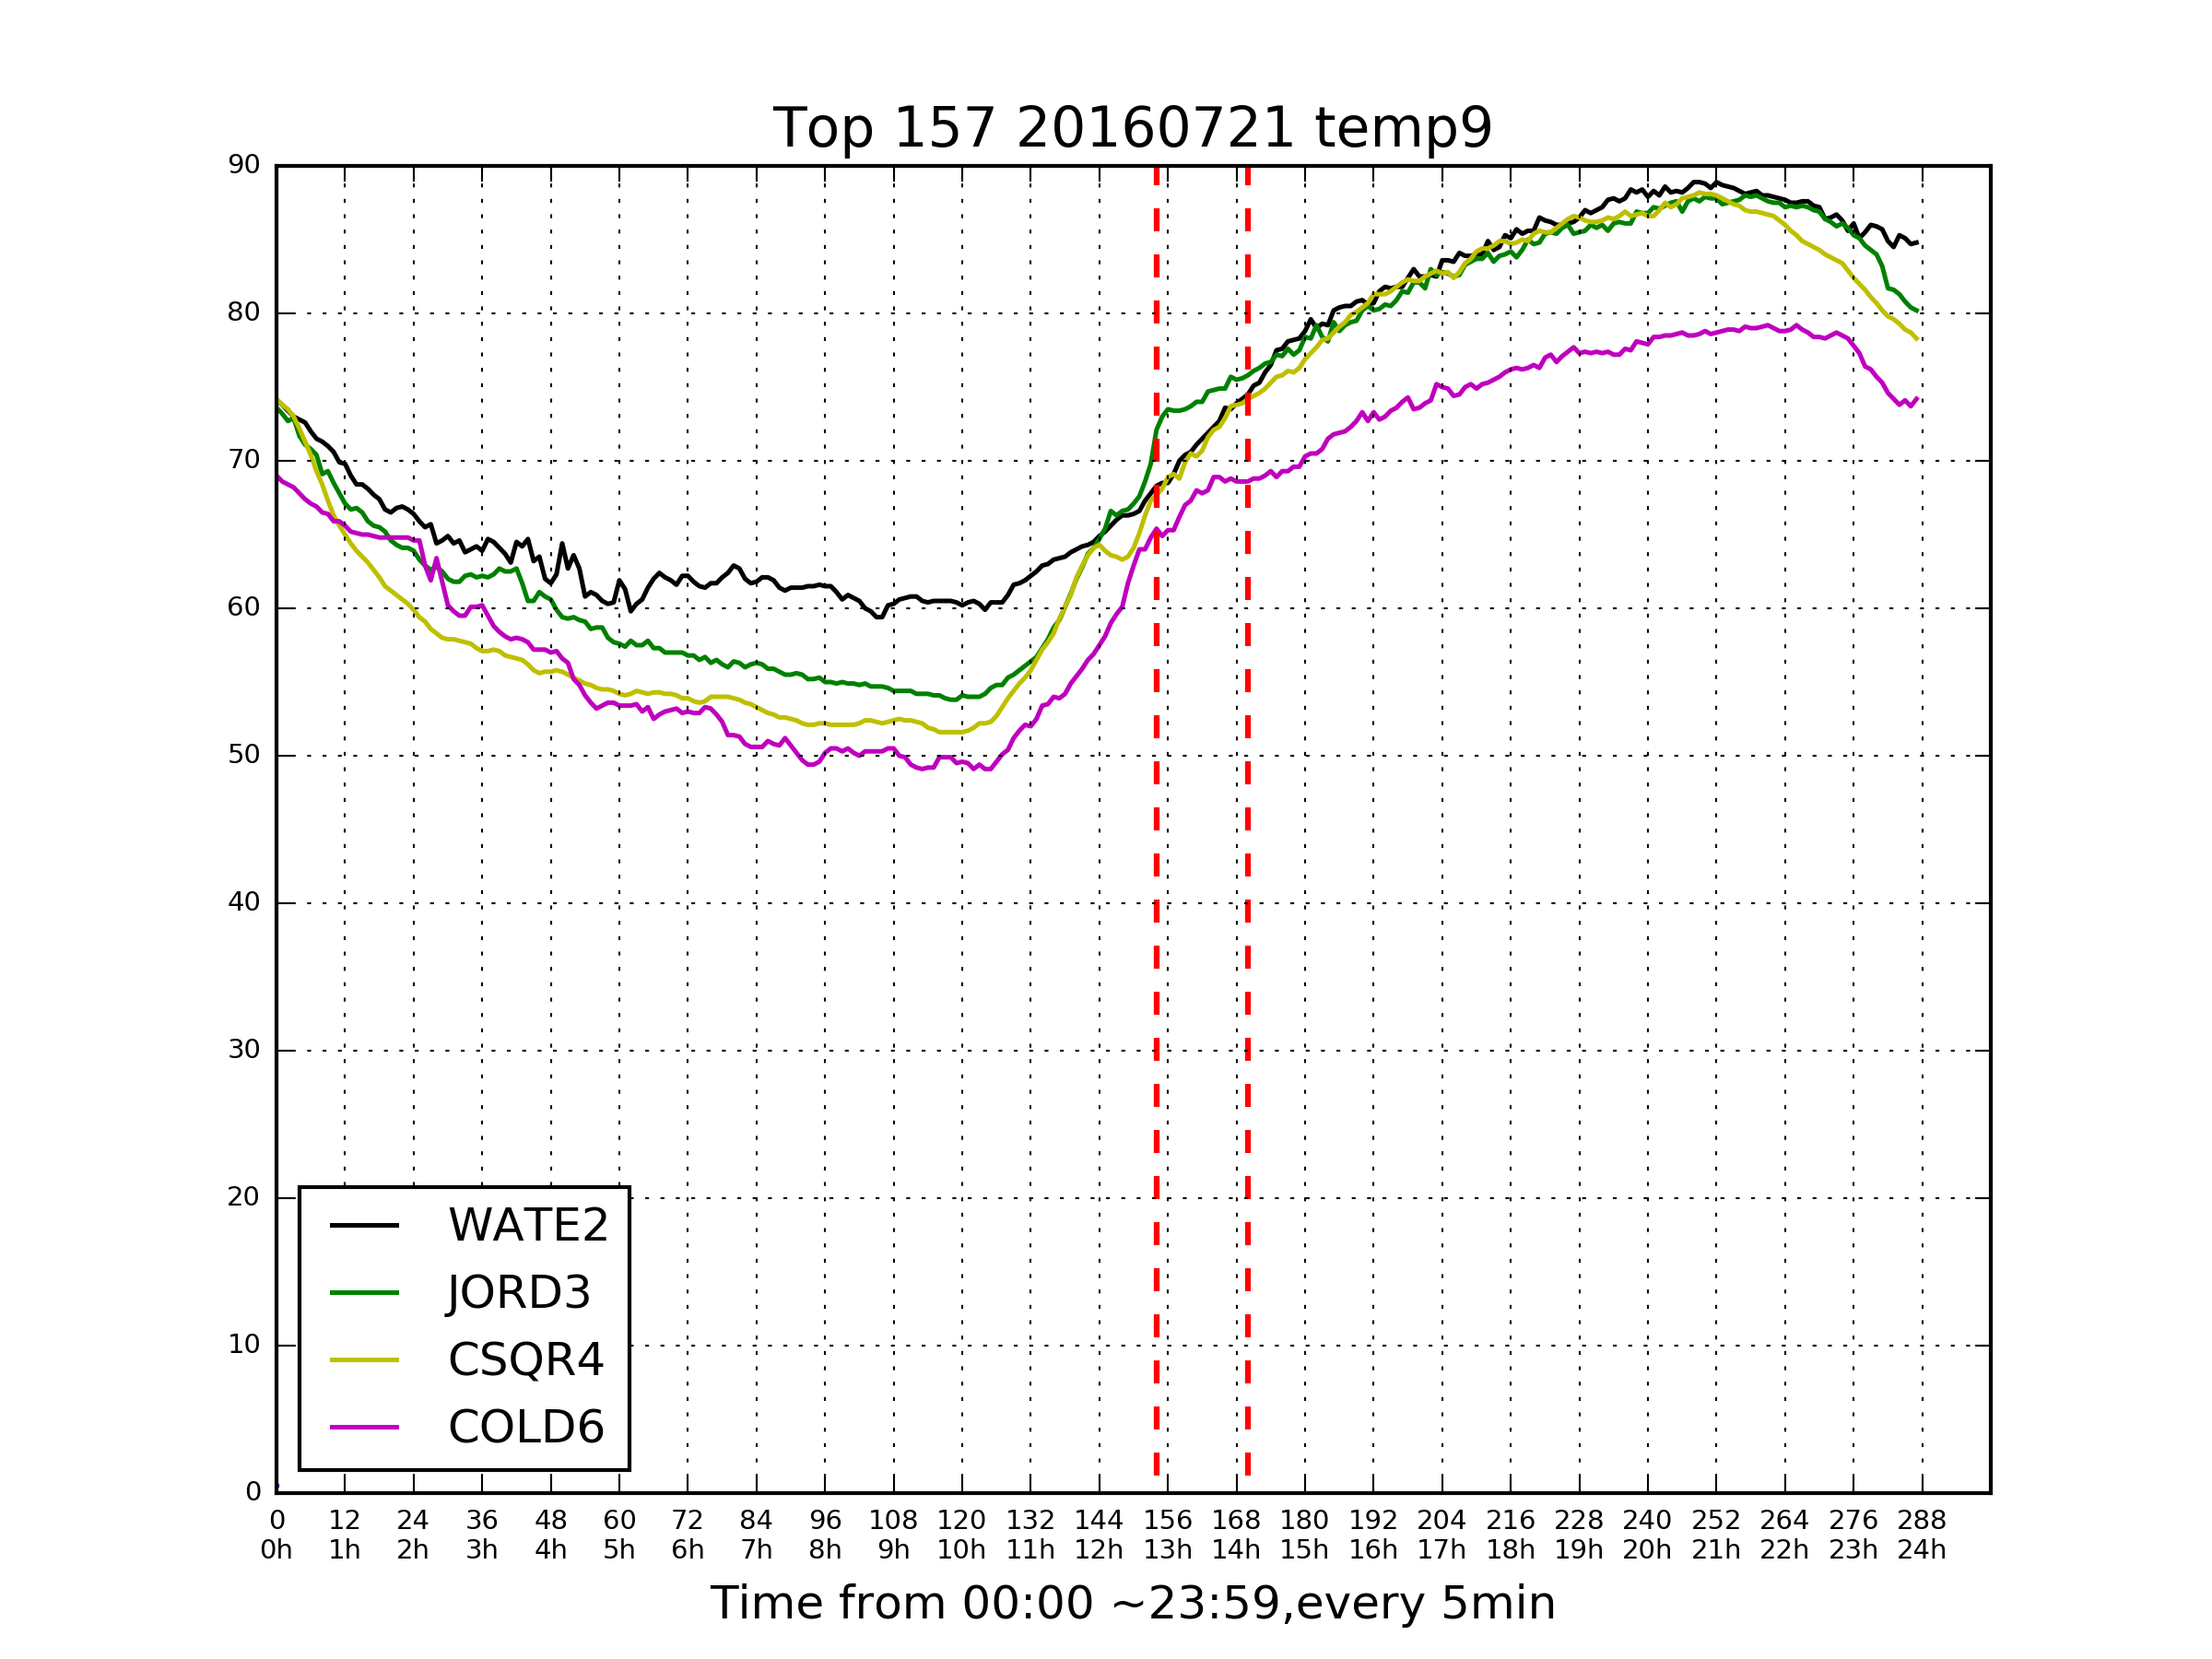 Top 157 20160721 temp9
90
80
70
60
50
40
30
20
10
0
WATE2
JORD3
CSQR4
COLD6
0 12 24 36 48 60 72 84 96 108 120 132 144 156 168 180 192 204 216 228 240 252 264 276 288
0h 1h 2h 3h 4h 5h 6h 7h 8h 9h 10h 11h 12h 13h 14h 15h 16h 17h 18h 19h 20h 21h 22h 23h 24h
Time from 00:00 ~23:59,every 5min